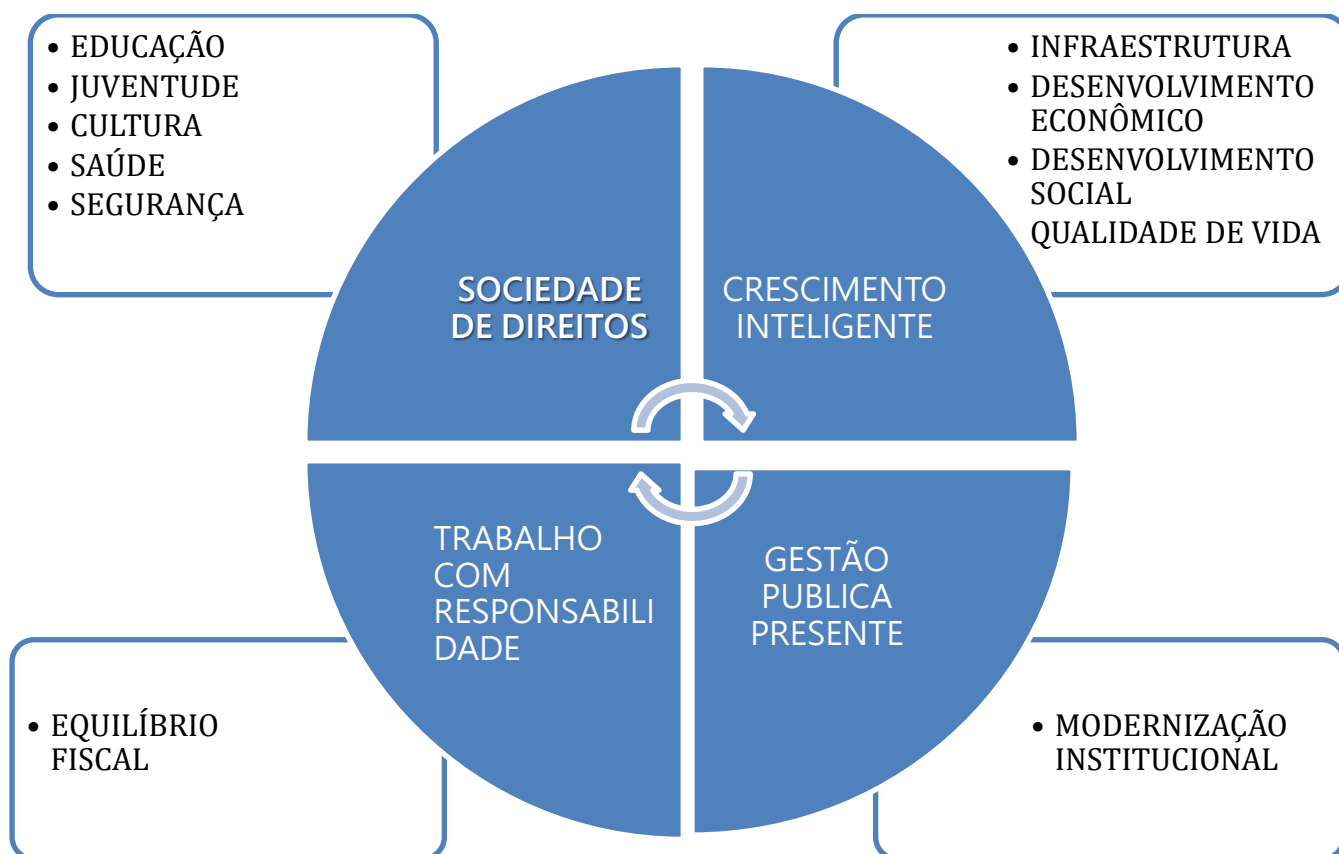 • EDUCAÇÃO
• JUVENTUDE
• CULTURA
• SAÚDE
• SEGURANÇA
• INFRAESTRUTURA
• DESENVOLVIMENTO
ECONÔMICO
• DESENVOLVIMENTO
SOCIAL
QUALIDADE DE VIDA
SOCIEDADE
DE DIREITOS
CRESCIMENTO
INTELIGENTE
TRABALHO
COM
RESPONSABILI
DADE
GESTÃO
PUBLICA
PRESENTE
• EQUILÍBRIO
FISCAL
• MODERNIZAÇÃO
INSTITUCIONAL